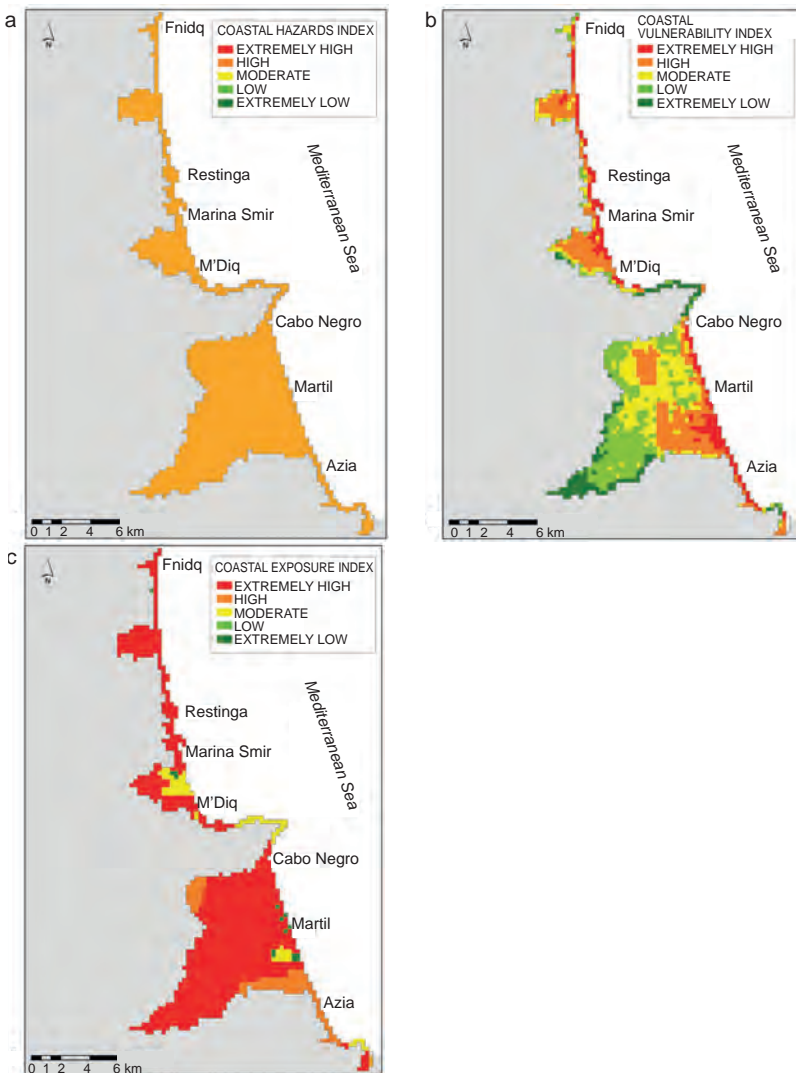 a
N
Fnidq
COASTAL HAZARDS INDEX
EXTREMELY HIGH
HIGH
MODERATE
LOW
EXTREMELY LOW
Restinga
Marina Smir
Mediterranean Sea
M'Diq
Cabo Negro
Martil
Azia
0 1 2 4 6 km
b
N
Fnidq
COASTAL
VULNERABILITY INDEX
EXTREMELY HIGH
HIGH
MODERATE
LOW
EXTREMELY LOW
Restinga
Marina Smir
Mediterranean Sea
M'Diq
Cabo Negro
Martil
Azia
0 1 2 4 6 km
c
N
Fnidq
COASTAL EXPOSURE INDEX
EXTREMELY HIGH
HIGH
MODERATE
LOW
EXTREMELY LOW
Restinga
Marina Smir
Mediterranean Sea
M'Diq
Cabo Negro
Martil
Azia
0 1 2 4 6 km